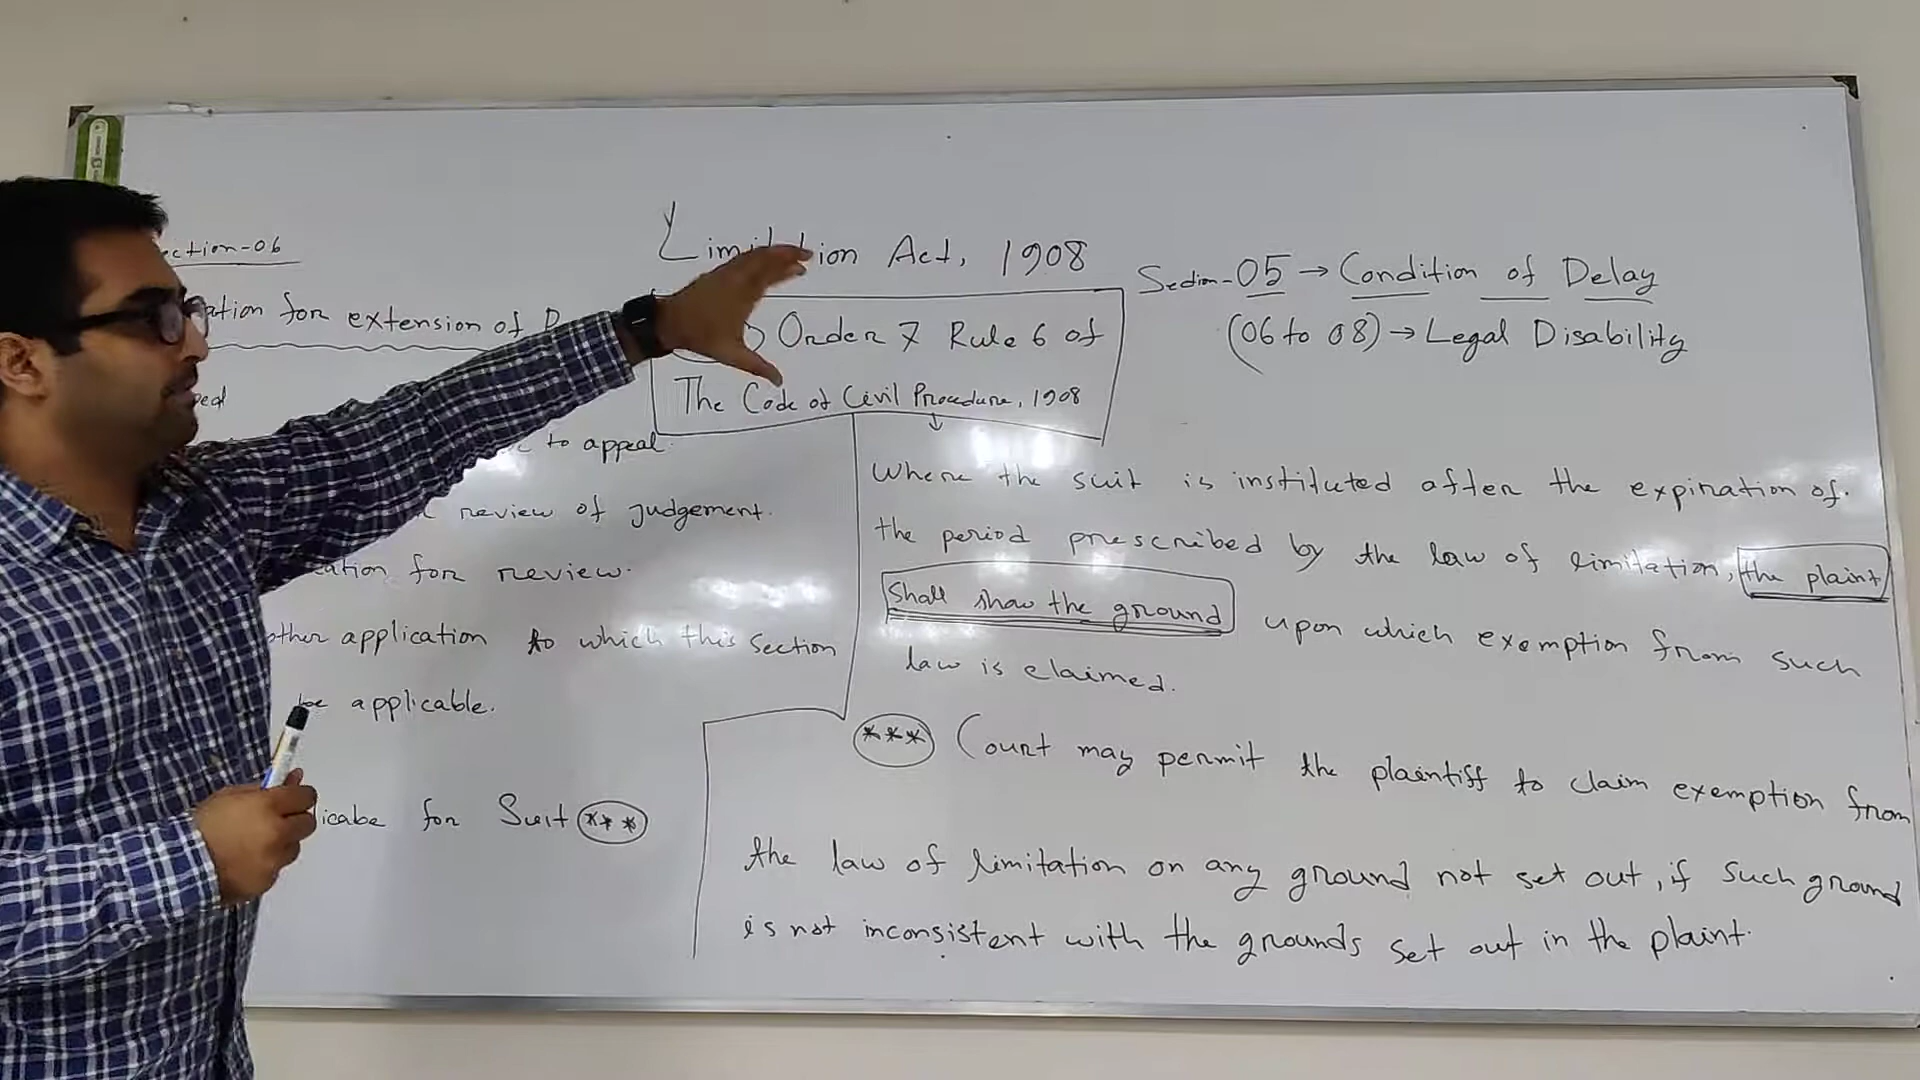 Limitation Act, 1908
ction-06
ation for extension of
to appeal.
review of judgement.
ation for review.
other application to which this Section
be applicable.
licabe for Suit ***
Order 7 Rule 6 of
The Code of Civil Procedure, 1908
Section-05 → Condition of Delay
(06 to 08) → Legal Disability
Where the suit is instituted after the expiration of
the period prescribed by the law of limitation, the plaint
Shall show the ground upon which exemption from such
law is claimed.
*** Court may permit the plaintiff to claim exemption from
the law of limitation on any ground not set out, if such ground
is not inconsistent with the grounds set out in the plaint.